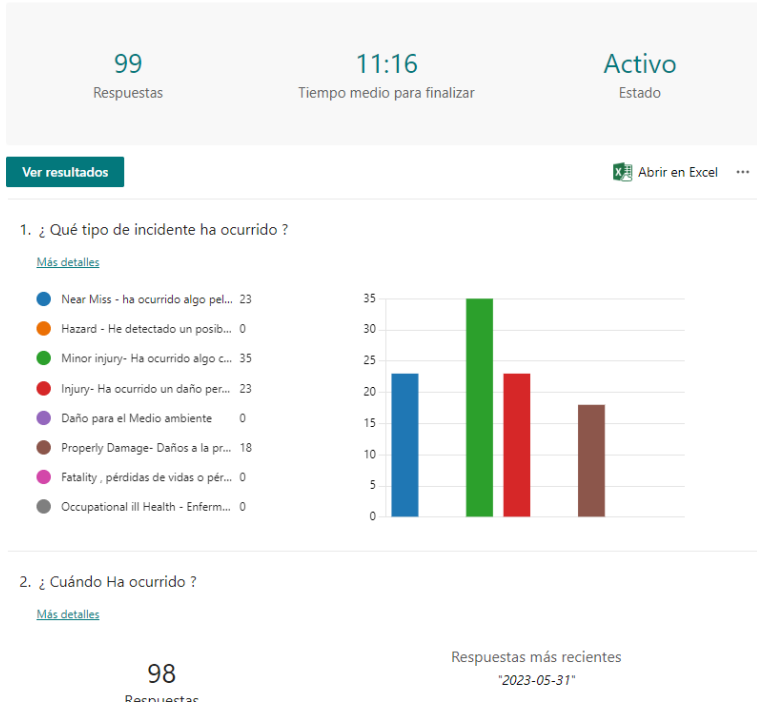 99
Respuestas
11:16
Tiempo medio para finalizar
Activo
Estado
Ver resultados
Abrir en Excel
1. ¿ Qué tipo de incidente ha ocurrido ?
Más detalles
Near Miss - ha ocurrido algo pel... 23
Hazard - He detectado un posib... 0
Minor injury- Ha ocurrido algo c... 35
Injury- Ha ocurrido un daño per... 23
Daño para el Medio ambiente 0
Properly Damage- Daños a la pr... 18
Fatality , pérdidas de vidas o pér... 0
Occupational ill Health - Enferm... 0
35
30
25
20
15
10
5
0
2. ¿ Cuándo Ha ocurrido ?
Más detalles
98
Respuestas
Respuestas más recientes
"2023-05-31"